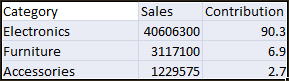 Category Sales Contribution
Electronics 40606300 90.3
Furniture 3117100 6.9
Accessories 1229575 2.7